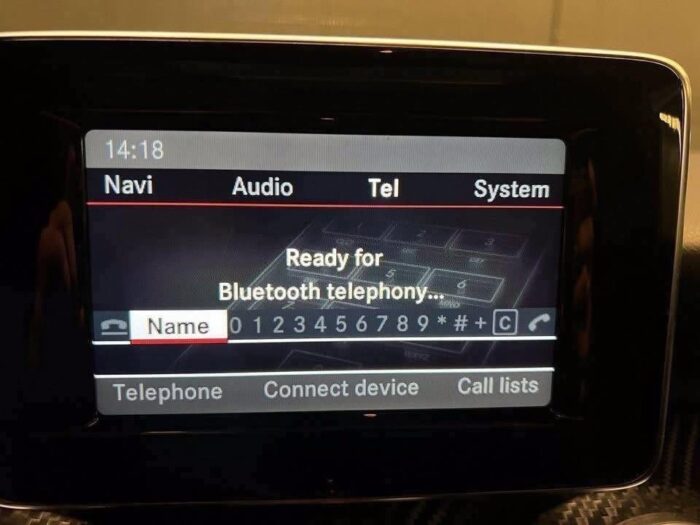 14:18
Navi Audio Tel System
Ready for
Bluetooth telephony...
Name 0 1 2 3 4 5 6 7 8 9 * # + C
Telephone Connect device Call lists